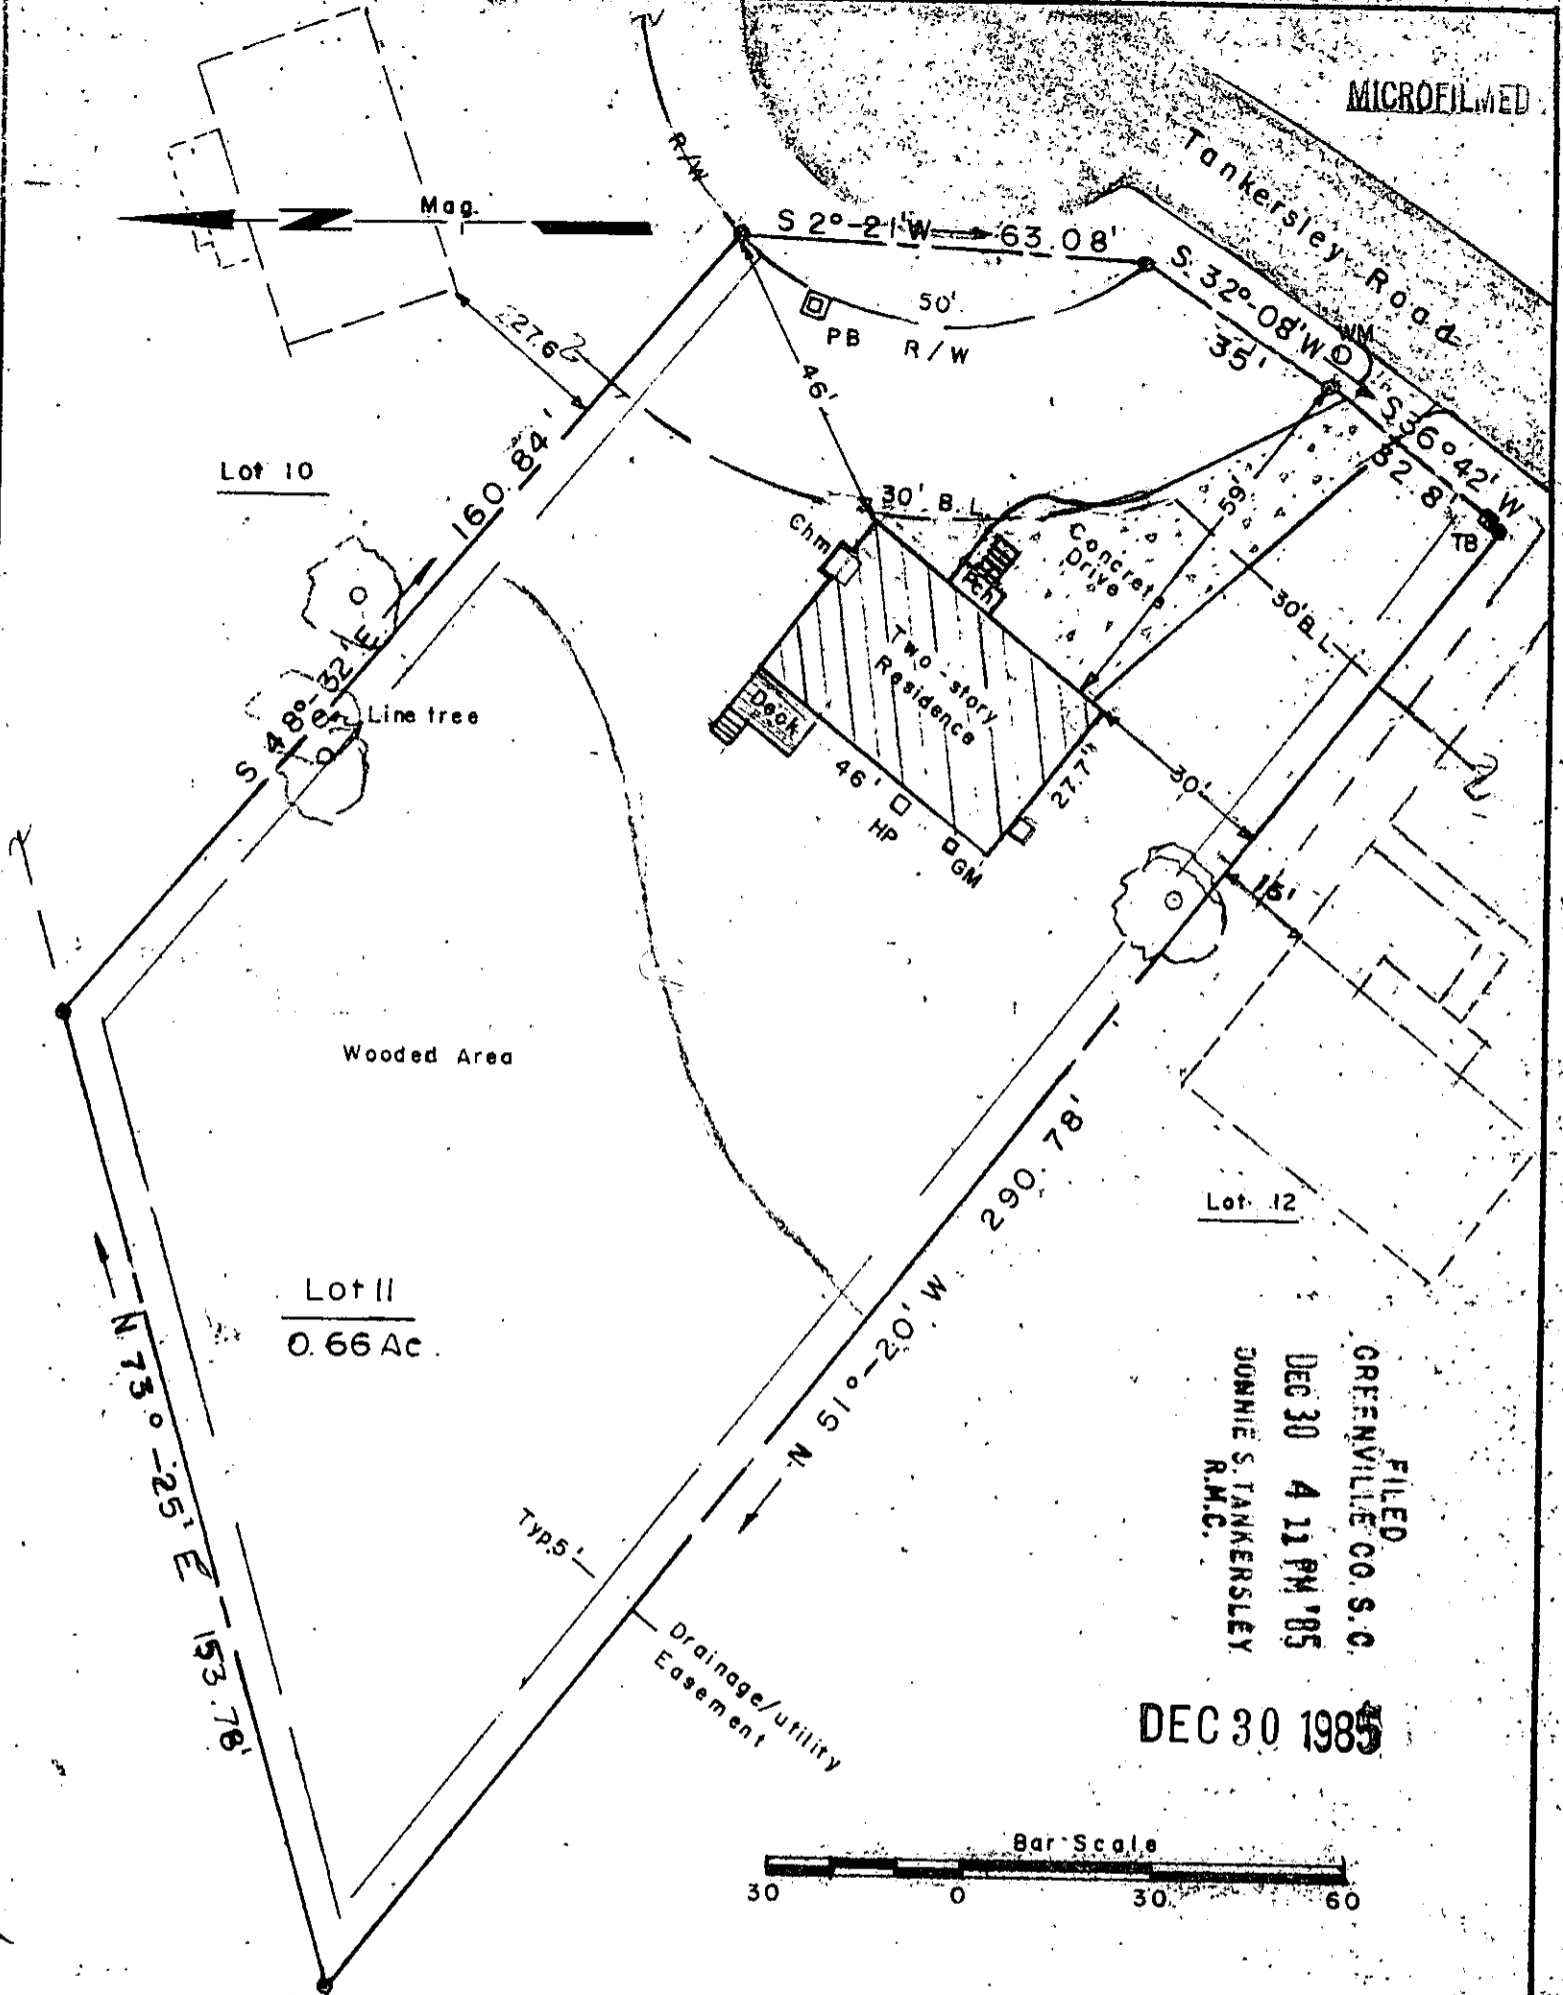 MICROFILMED
Tankersley Road
R/W
Mag.
S 2°-21' W 63.08'
S. 32°-08' W
35'
WM
50'
R/W
PB
27.6
46'
S 36° 42' W
32.8'
TB
Lot 10
S 48°-32' E 160.84'
30' B.L.
Chm
Pch
Concrete
Drive
59'
30' B.L.
Two-story
Residence
Line tree
Deck
46'
HP
GM
27.7'
30'
15'
Wooded Area
290.78'
N 51°-20' W
Lot 12
Lot 11
0.66 Ac.
N 73°-25' E 153.78'
Typ.5'
Drainage/utility
Easement
FILED
GREENVILLE CO. S.C.
DEC 30 4 11 PM '85
DONNIE S. TANKERSLEY
R.M.C.
DEC 30 1985
Bar Scale
30 0 30 60